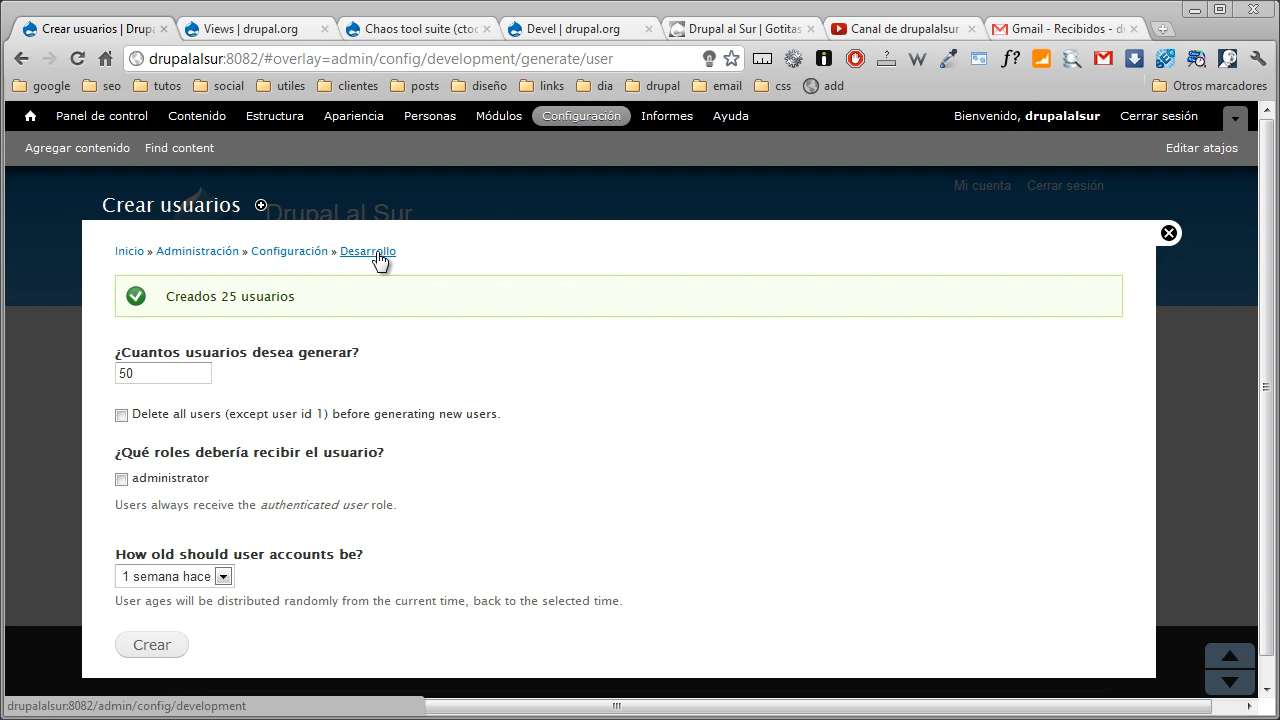 Crear usuarios | Drupa
Views | drupal.org
Chaos tool suite (ctoo
Devel | drupal.org
Drupal al Sur | Gotitas
Canal de drupalalsur
Gmail - Recibidos - d
drupalalsur:8082/#overlay=admin/config/development/generate/user
google
seo
tutos
social
utiles
clientes
posts
diseño
links
dia
drupal
email
css
add
Otros marcadores
Panel de control
Contenido
Estructura
Apariencia
Personas
Módulos
Configuración
Informes
Ayuda
Bienvenido, drupalalsur
Cerrar sesión
Agregar contenido
Find content
Editar atajos
Mi cuenta
Cerrar sesión
Drupal al Sur
Crear usuarios
Inicio » Administración » Configuración » Desarrollo
Creados 25 usuarios
¿Cuantos usuarios desea generar?
50
Delete all users (except user id 1) before generating new users.
¿Qué roles debería recibir el usuario?
administrator
Users always receive the authenticated user role.
How old should user accounts be?
1 semana hace
User ages will be distributed randomly from the current time, back to the selected time.
Crear
drupalalsur:8082/admin/config/development